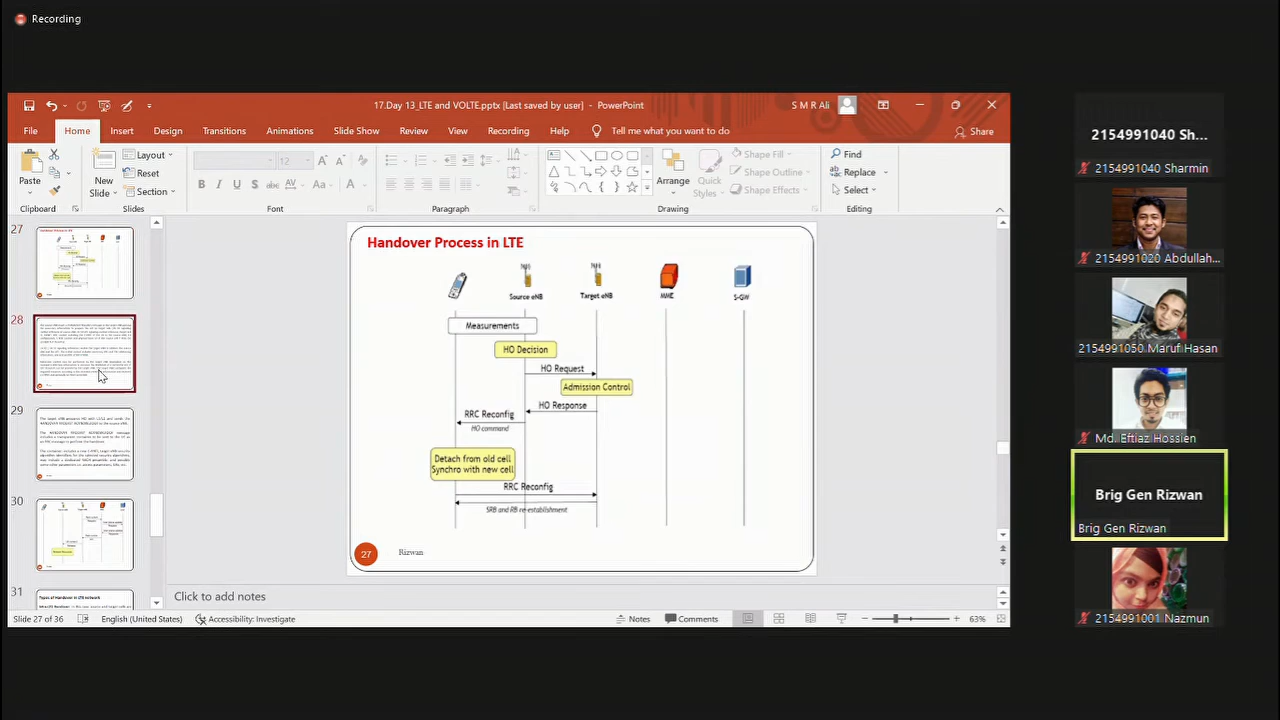 Recording
17.Day 13_LTE and VOLTE.pptx [Last saved by user] - PowerPoint
S M R Ali
File Home Insert Design Transitions Animations Slide Show Review View Recording Help Tell me what you want to do Share
Paste
Clipboard
New Slide
Layout
Reset
Section
Slides
12
Font
Paragraph
Arrange
Quick Styles
Shape Fill
Shape Outline
Shape Effects
Drawing
Find
Replace
Select
Editing
27
28
29
30
31
Handover Process in LTE
Source eNB
Target eNB
MME
S-GW
Measurements
HO Decision
HO Request
Admission Control
HO Response
RRC Reconfig
HO command
Detach from old cell
Synchro with new cell
RRC Reconfig
SRB and RB re-establishment
27
Rizwan
Click to add notes
Slide 27 of 36
English (United States)
Accessibility: Investigate
Notes
Comments
63%
2154991040 Sh...
2154991040 Sharmin
2154991020 Abdullah...
2154991050 Maruf Hasan
Md. Eftiaz Hossien
Brig Gen Rizwan
Brig Gen Rizwan
2154991001 Nazmun